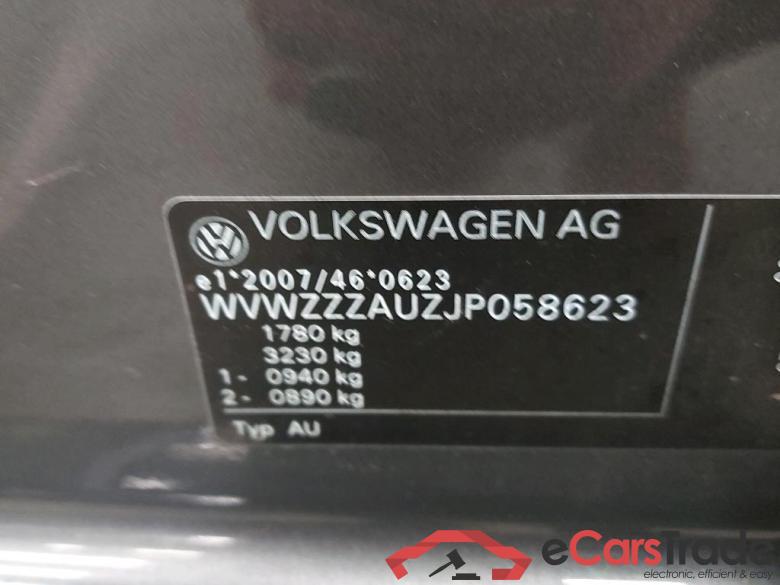 VOLKSWAGEN AG
e1*2007/46*0623
WVWZZZAUZJP058623
1780 kg
3230 kg
1- 0940 kg
2- 0890 kg
Typ AU
eCarsTrade
electronic, efficient & easy